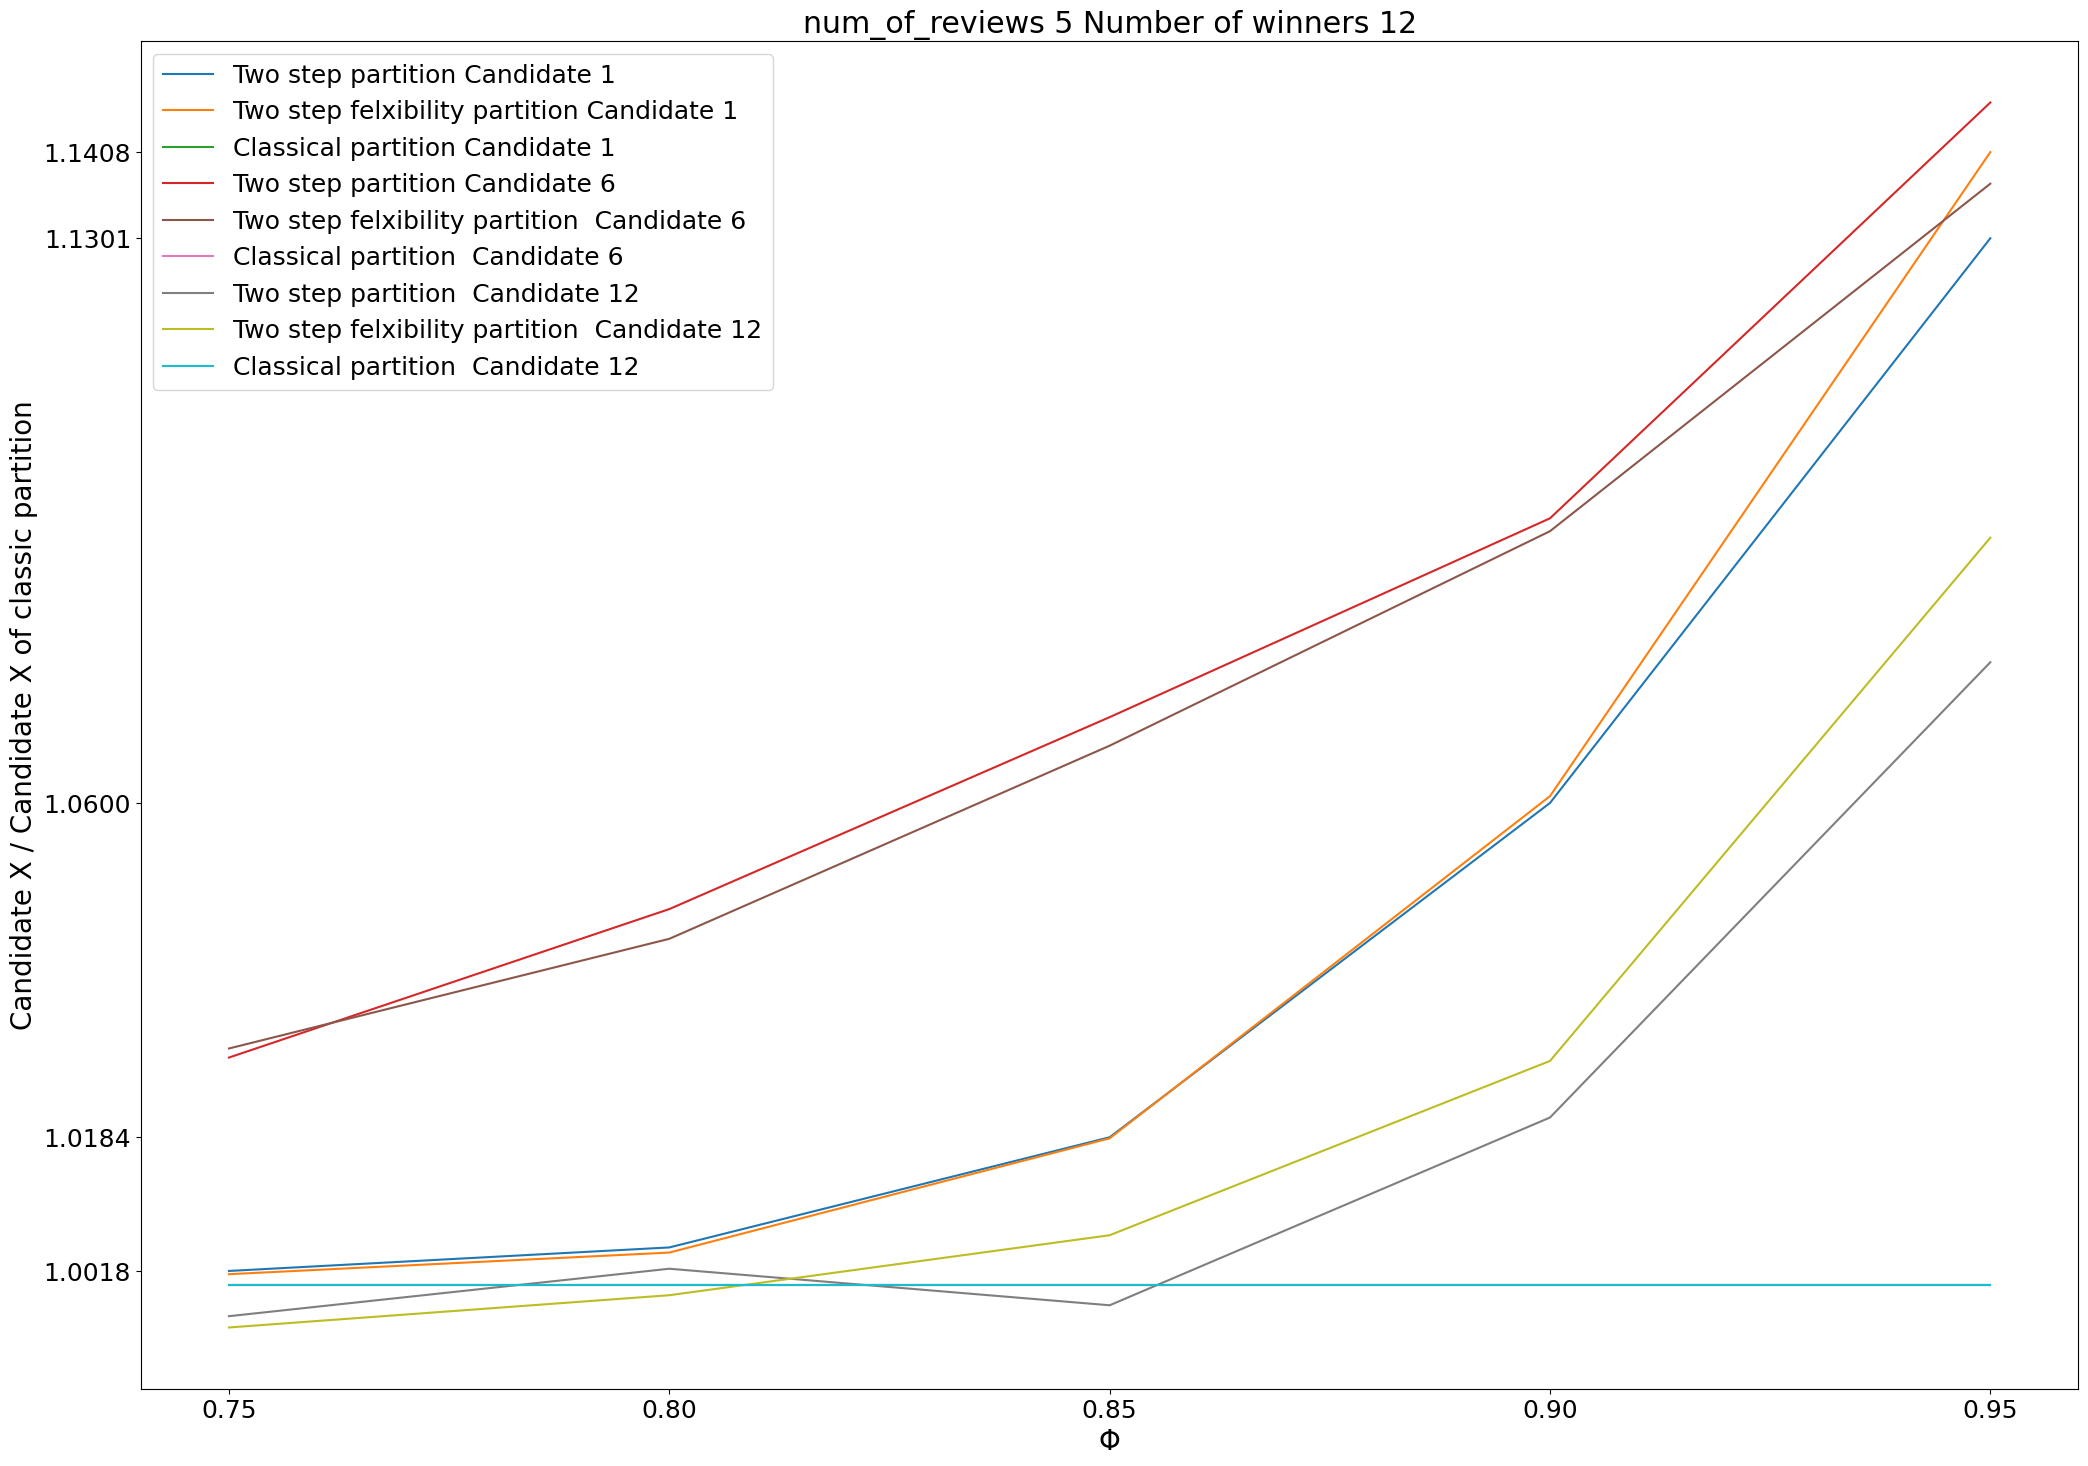 num_of_reviews 5 Number of winners 12
Two step partition Candidate 1
Two step felxibility partition Candidate 1
Classical partition Candidate 1
Two step partition Candidate 6
Two step felxibility partition  Candidate 6
Classical partition  Candidate 6
Two step partition  Candidate 12
Two step felxibility partition  Candidate 12
Classical partition  Candidate 12
Candidate X / Candidate X of classic partition
1.1408
1.1301
1.0600
1.0184
1.0018
0.75 0.80 0.85 0.90 0.95
Φ